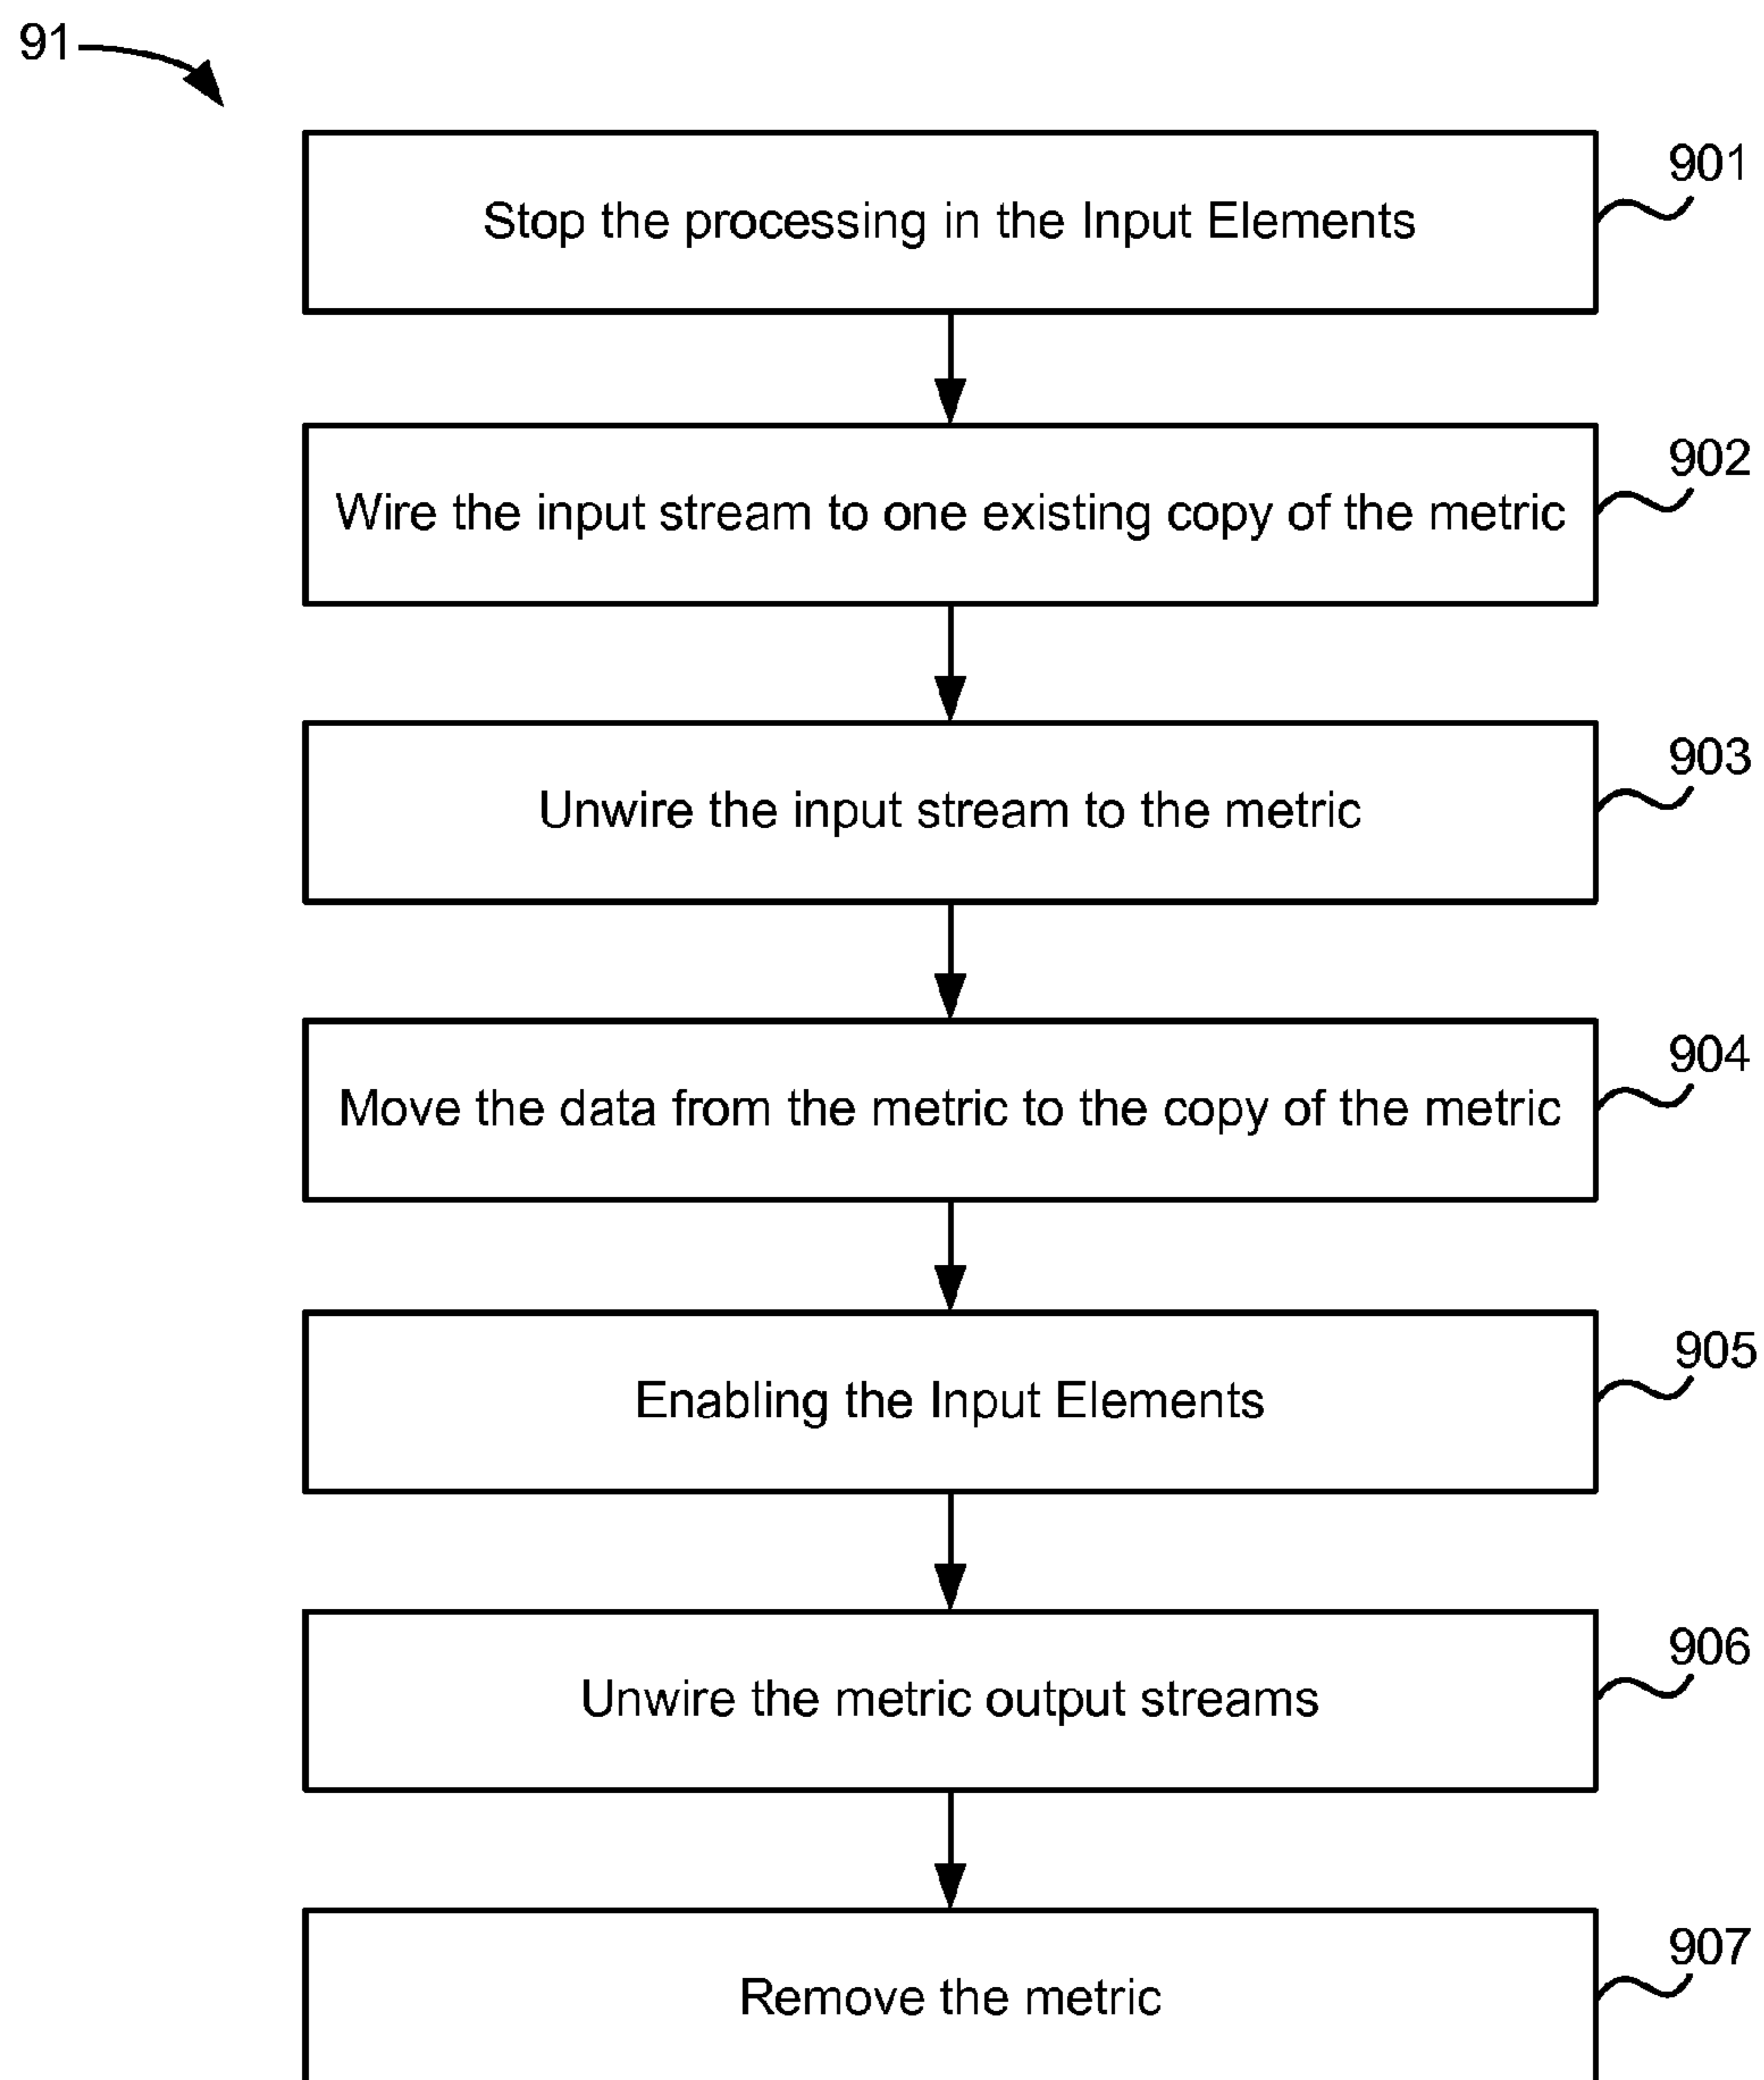 91
901
Stop the processing in the Input Elements
902
Wire the input stream to one existing copy of the metric
903
Unwire the input stream to the metric
904
Move the data from the metric to the copy of the metric
905
Enabling the Input Elements
906
Unwire the metric output streams
907
Remove the metric